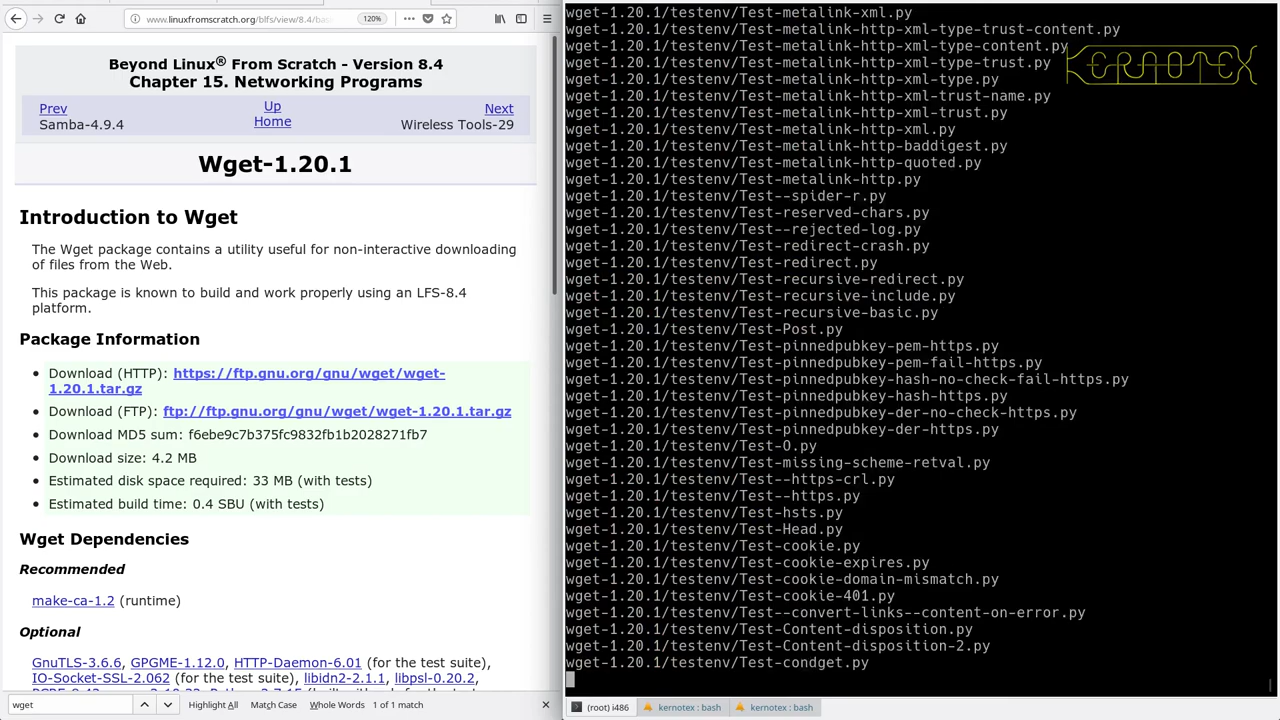 www.linuxfromscratch.org/blfs/view/8.4/bas
120%
Beyond Linux® From Scratch - Version 8.4
Chapter 15. Networking Programs
Prev
Up
Next
Samba-4.9.4
Home
Wireless Tools-29
Wget-1.20.1
Introduction to Wget
The Wget package contains a utility useful for non-interactive downloading
of files from the Web.
This package is known to build and work properly using an LFS-8.4
platform.
Package Information
Download (HTTP): https://ftp.gnu.org/gnu/wget/wget-
1.20.1.tar.gz
Download (FTP): ftp://ftp.gnu.org/gnu/wget/wget-1.20.1.tar.gz
Download MD5 sum: f6ebe9c7b375fc9832fb1b2028271fb7
Download size: 4.2 MB
Estimated disk space required: 33 MB (with tests)
Estimated build time: 0.4 SBU (with tests)
Wget Dependencies
Recommended
make-ca-1.2 (runtime)
Optional
GnuTLS-3.6.6, GPGME-1.12.0, HTTP-Daemon-6.01 (for the test suite),
IO-Socket-SSL-2.062 (for the test suite), libidn2-2.1.1, libpsl-0.20.2,
wget
Highlight All
Match Case
Whole Words
1 of 1 match
wget-1.20.1/testenv/Test-metalink-xml.py
wget-1.20.1/testenv/Test-metalink-http-xml-type-trust-content.py
wget-1.20.1/testenv/Test-metalink-http-xml-type-content.py
wget-1.20.1/testenv/Test-metalink-http-xml-type-trust.py
wget-1.20.1/testenv/Test-metalink-http-xml-type.py
wget-1.20.1/testenv/Test-metalink-http-xml-trust-name.py
wget-1.20.1/testenv/Test-metalink-http-xml-trust.py
wget-1.20.1/testenv/Test-metalink-http-xml.py
wget-1.20.1/testenv/Test-metalink-http-baddigest.py
wget-1.20.1/testenv/Test-metalink-http-quoted.py
wget-1.20.1/testenv/Test-metalink-http.py
wget-1.20.1/testenv/Test--spider-r.py
wget-1.20.1/testenv/Test-reserved-chars.py
wget-1.20.1/testenv/Test--rejected-log.py
wget-1.20.1/testenv/Test-redirect-crash.py
wget-1.20.1/testenv/Test-redirect.py
wget-1.20.1/testenv/Test-recursive-redirect.py
wget-1.20.1/testenv/Test-recursive-include.py
wget-1.20.1/testenv/Test-recursive-basic.py
wget-1.20.1/testenv/Test-Post.py
wget-1.20.1/testenv/Test-pinnedpubkey-pem-https.py
wget-1.20.1/testenv/Test-pinnedpubkey-pem-fail-https.py
wget-1.20.1/testenv/Test-pinnedpubkey-hash-no-check-fail-https.py
wget-1.20.1/testenv/Test-pinnedpubkey-hash-https.py
wget-1.20.1/testenv/Test-pinnedpubkey-der-no-check-https.py
wget-1.20.1/testenv/Test-pinnedpubkey-der-https.py
wget-1.20.1/testenv/Test-O.py
wget-1.20.1/testenv/Test-missing-scheme-retval.py
wget-1.20.1/testenv/Test--https-crl.py
wget-1.20.1/testenv/Test--https.py
wget-1.20.1/testenv/Test-hsts.py
wget-1.20.1/testenv/Test-Head.py
wget-1.20.1/testenv/Test-cookie.py
wget-1.20.1/testenv/Test-cookie-expires.py
wget-1.20.1/testenv/Test-cookie-domain-mismatch.py
wget-1.20.1/testenv/Test-cookie-401.py
wget-1.20.1/testenv/Test--convert-links--content-on-error.py
wget-1.20.1/testenv/Test-Content-disposition.py
wget-1.20.1/testenv/Test-Content-disposition-2.py
wget-1.20.1/testenv/Test-condget.py
KERNOTEX
(root) i486
kernotex : bash
kernotex : bash